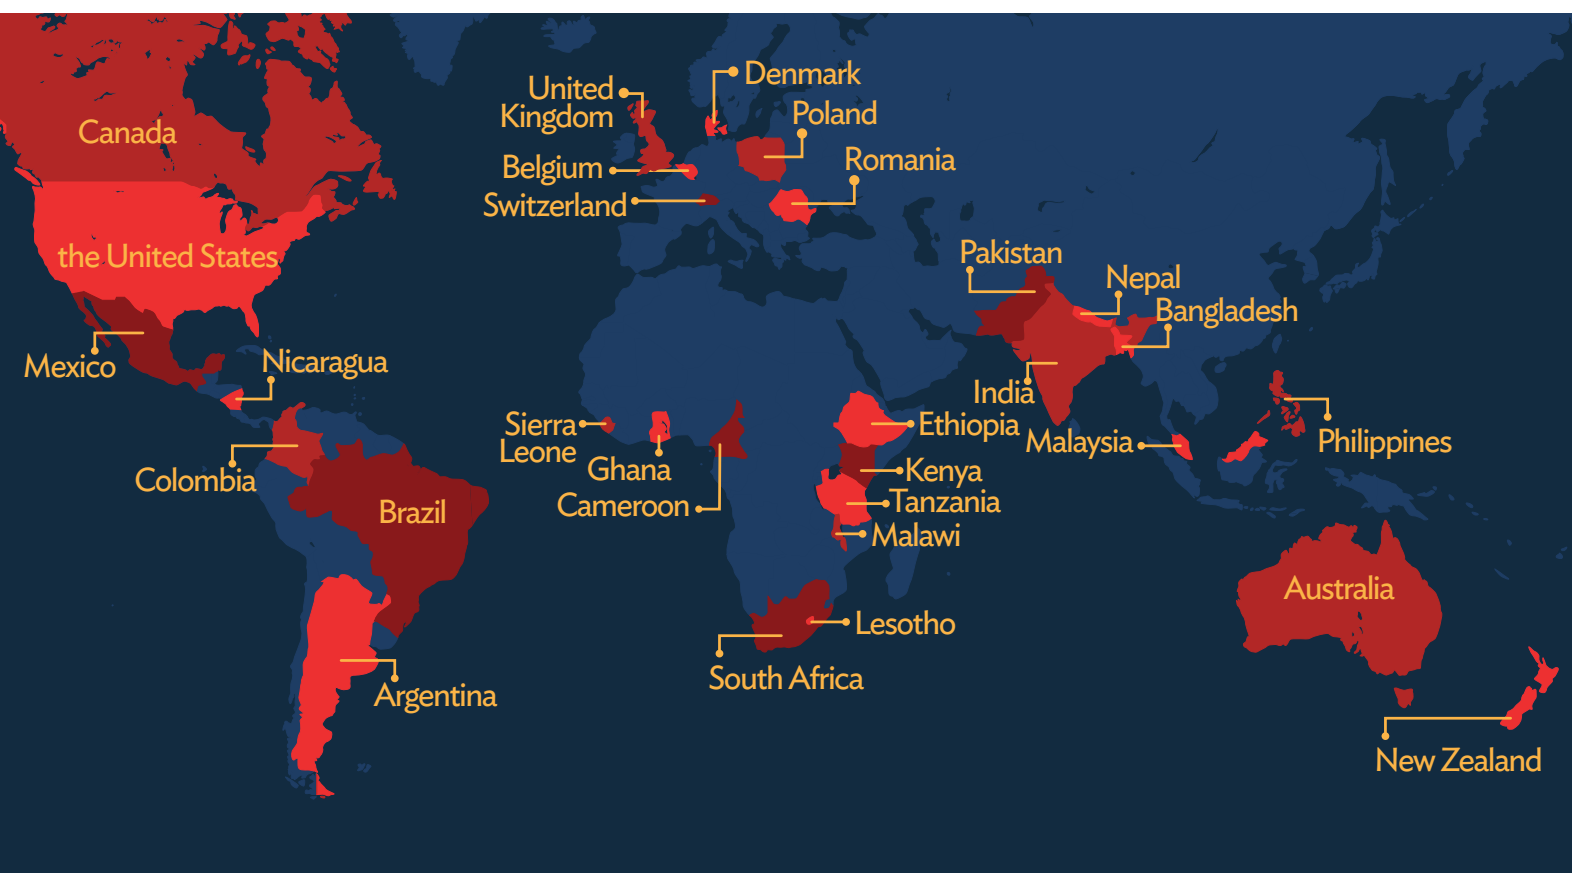 Canada
the United States
Mexico
Nicaragua
Colombia
Brazil
Argentina
United
Kingdom
Belgium
Switzerland
Denmark
Poland
Romania
Sierra
Leone
Ghana
Cameroon
Ethiopia
Kenya
Tanzania
Malawi
Lesotho
South Africa
Pakistan
Nepal
Bangladesh
India
Malaysia
Philippines
Australia
New Zealand